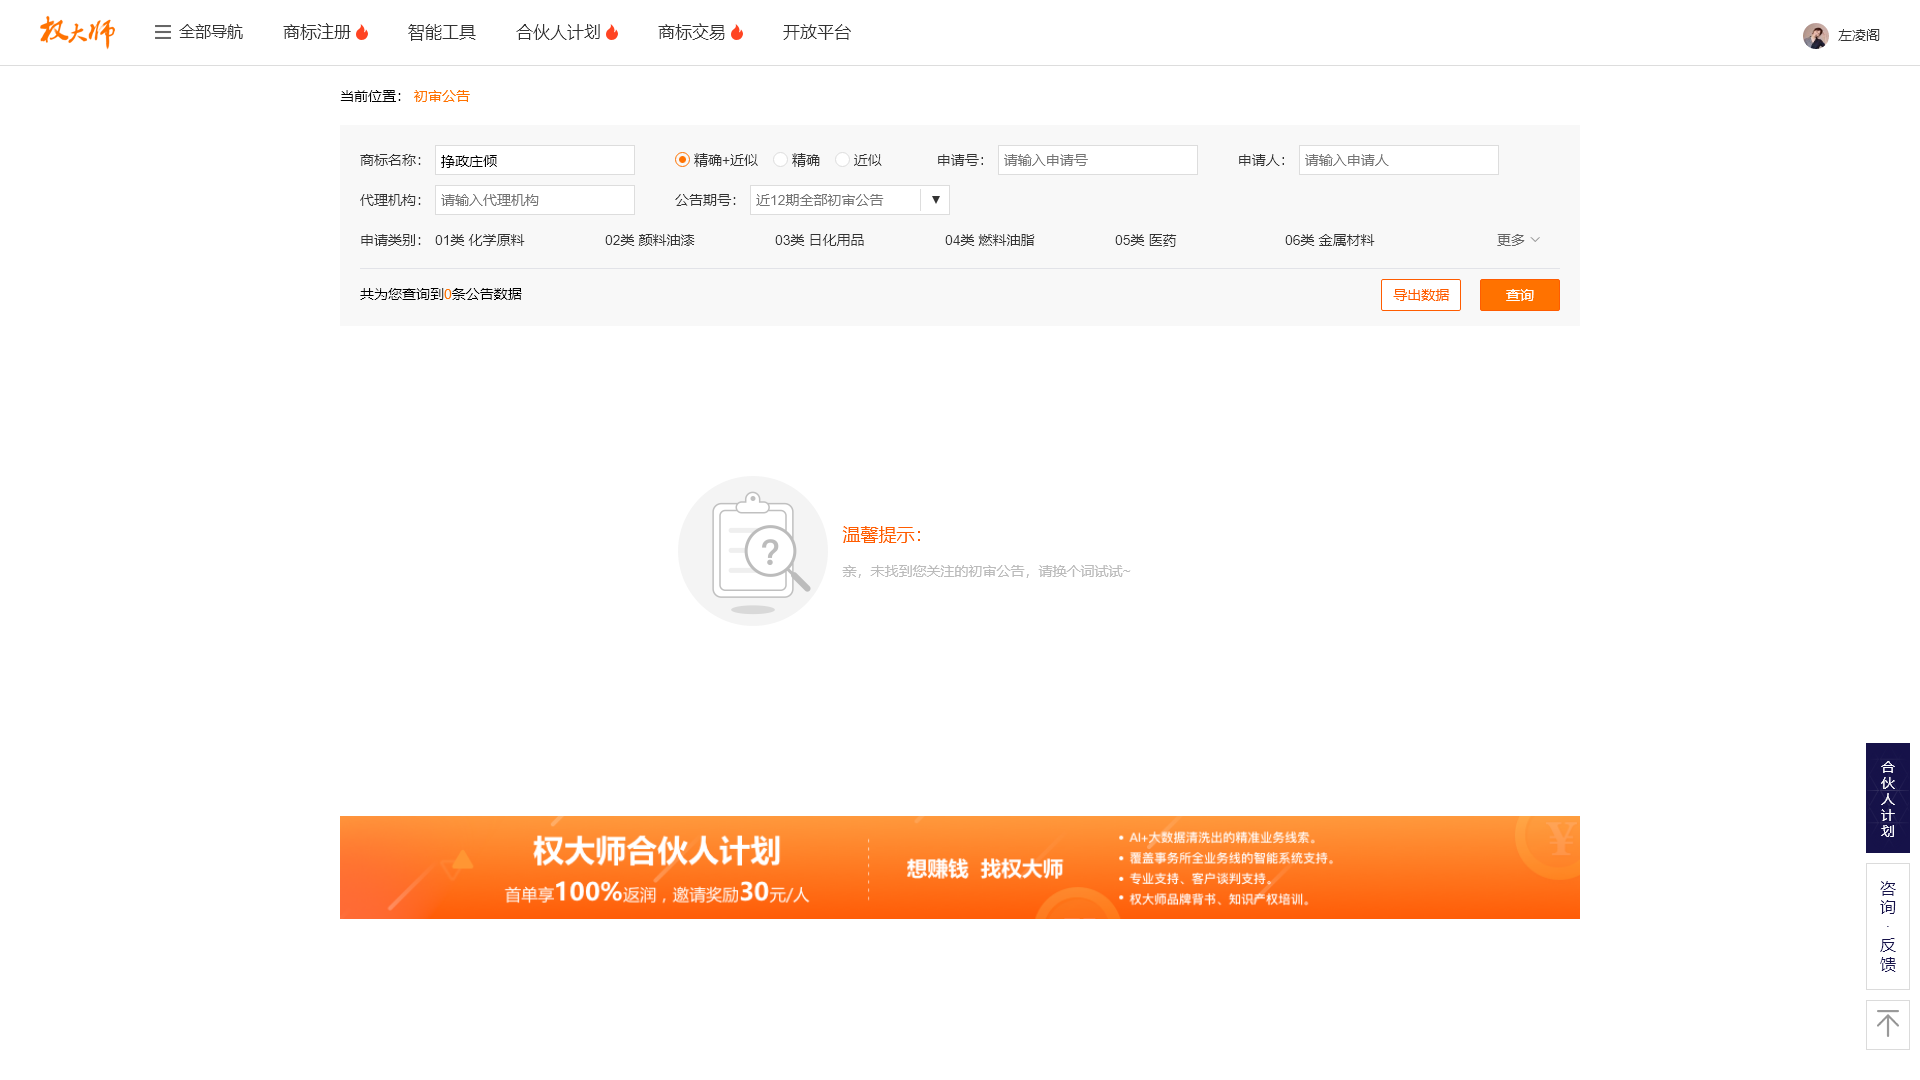 权大师 全部导航 商标注册 智能工具 合伙人计划 商标交易 开放平台 左凌阁
当前位置： 初审公告
商标名称： 挣政庄倾 精确+近似 精确 近似 申请号： 请输入申请号 申请人： 请输入申请人
代理机构： 请输入代理机构 公告期号： 近12期全部初审公告 ▼
申请类别： 01类 化学原料 02类 颜料油漆 03类 日化用品 04类 燃料油脂 05类 医药 06类 金属材料 更多
共为您查询到0条公告数据 导出数据 查询
温馨提示：
亲，未找到您关注的初审公告，请换个词试试~
权大师合伙人计划
首单享100%返润，邀请奖励30元/人
想赚钱 找权大师
• AI+大数据清洗出的精准业务线索。
• 覆盖事务所全业务线的智能系统支持。
• 专业支持、客户谈判支持。
• 权大师品牌背书、知识产权培训。
合伙人计划
咨询·反馈